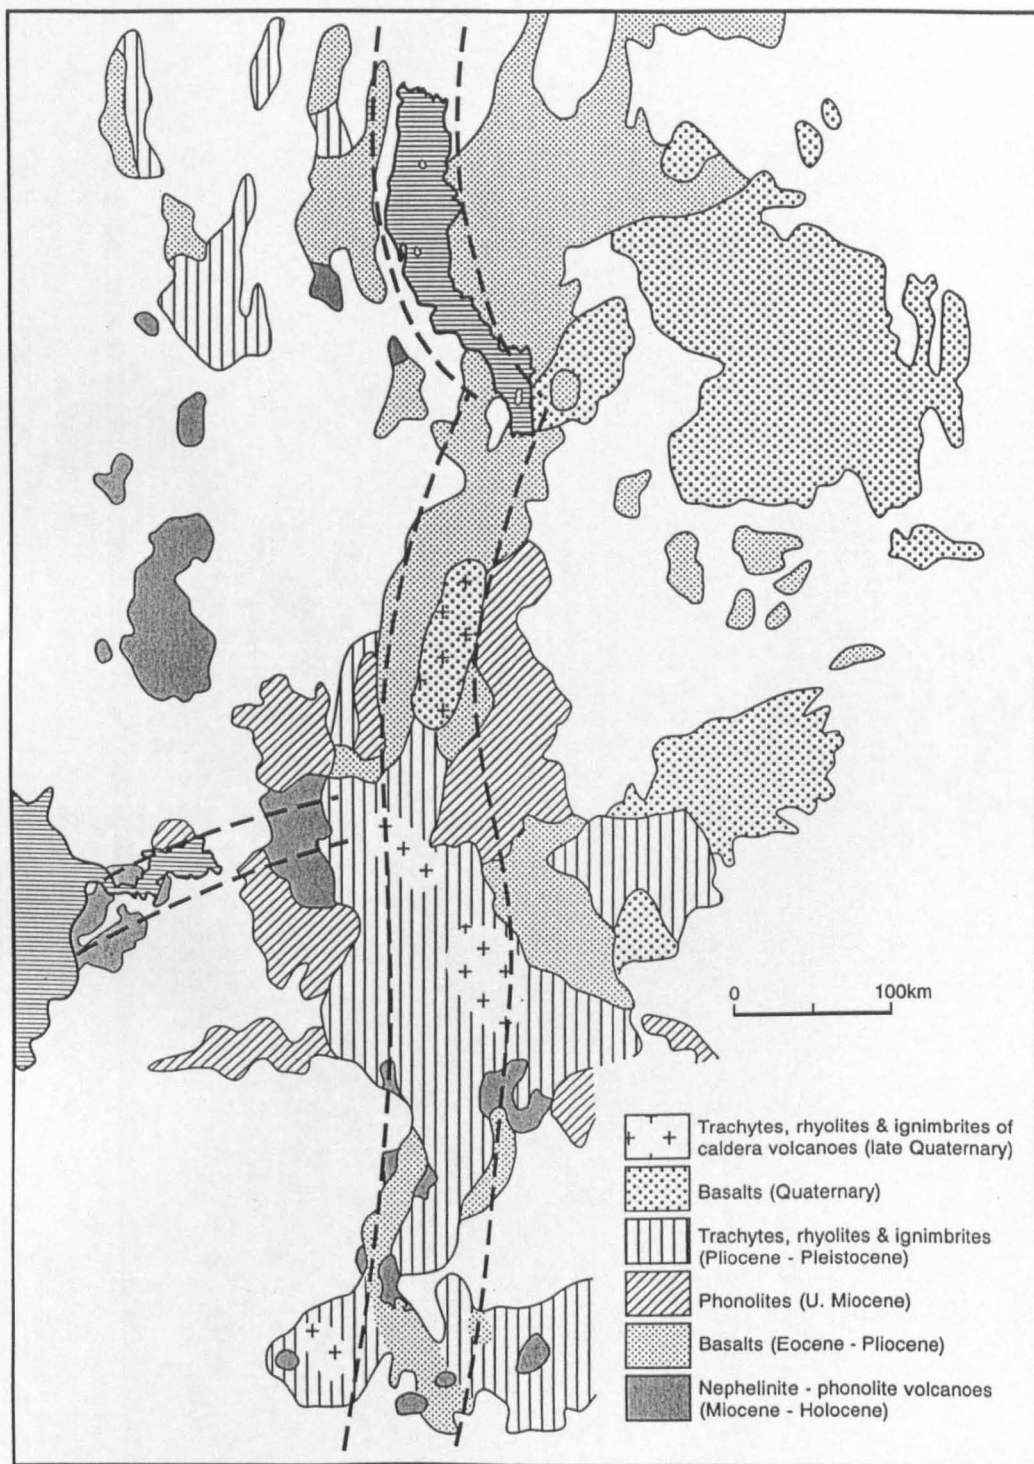 0
100km
Trachytes, rhyolites & ignimbrites of
caldera volcanoes (late Quaternary)
Basalts (Quaternary)
Trachytes, rhyolites & ignimbrites
(Pliocene - Pleistocene)
Phonolites (U. Miocene)
Basalts (Eocene - Pliocene)
Nephelinite - phonolite volcanoes
(Miocene - Holocene)